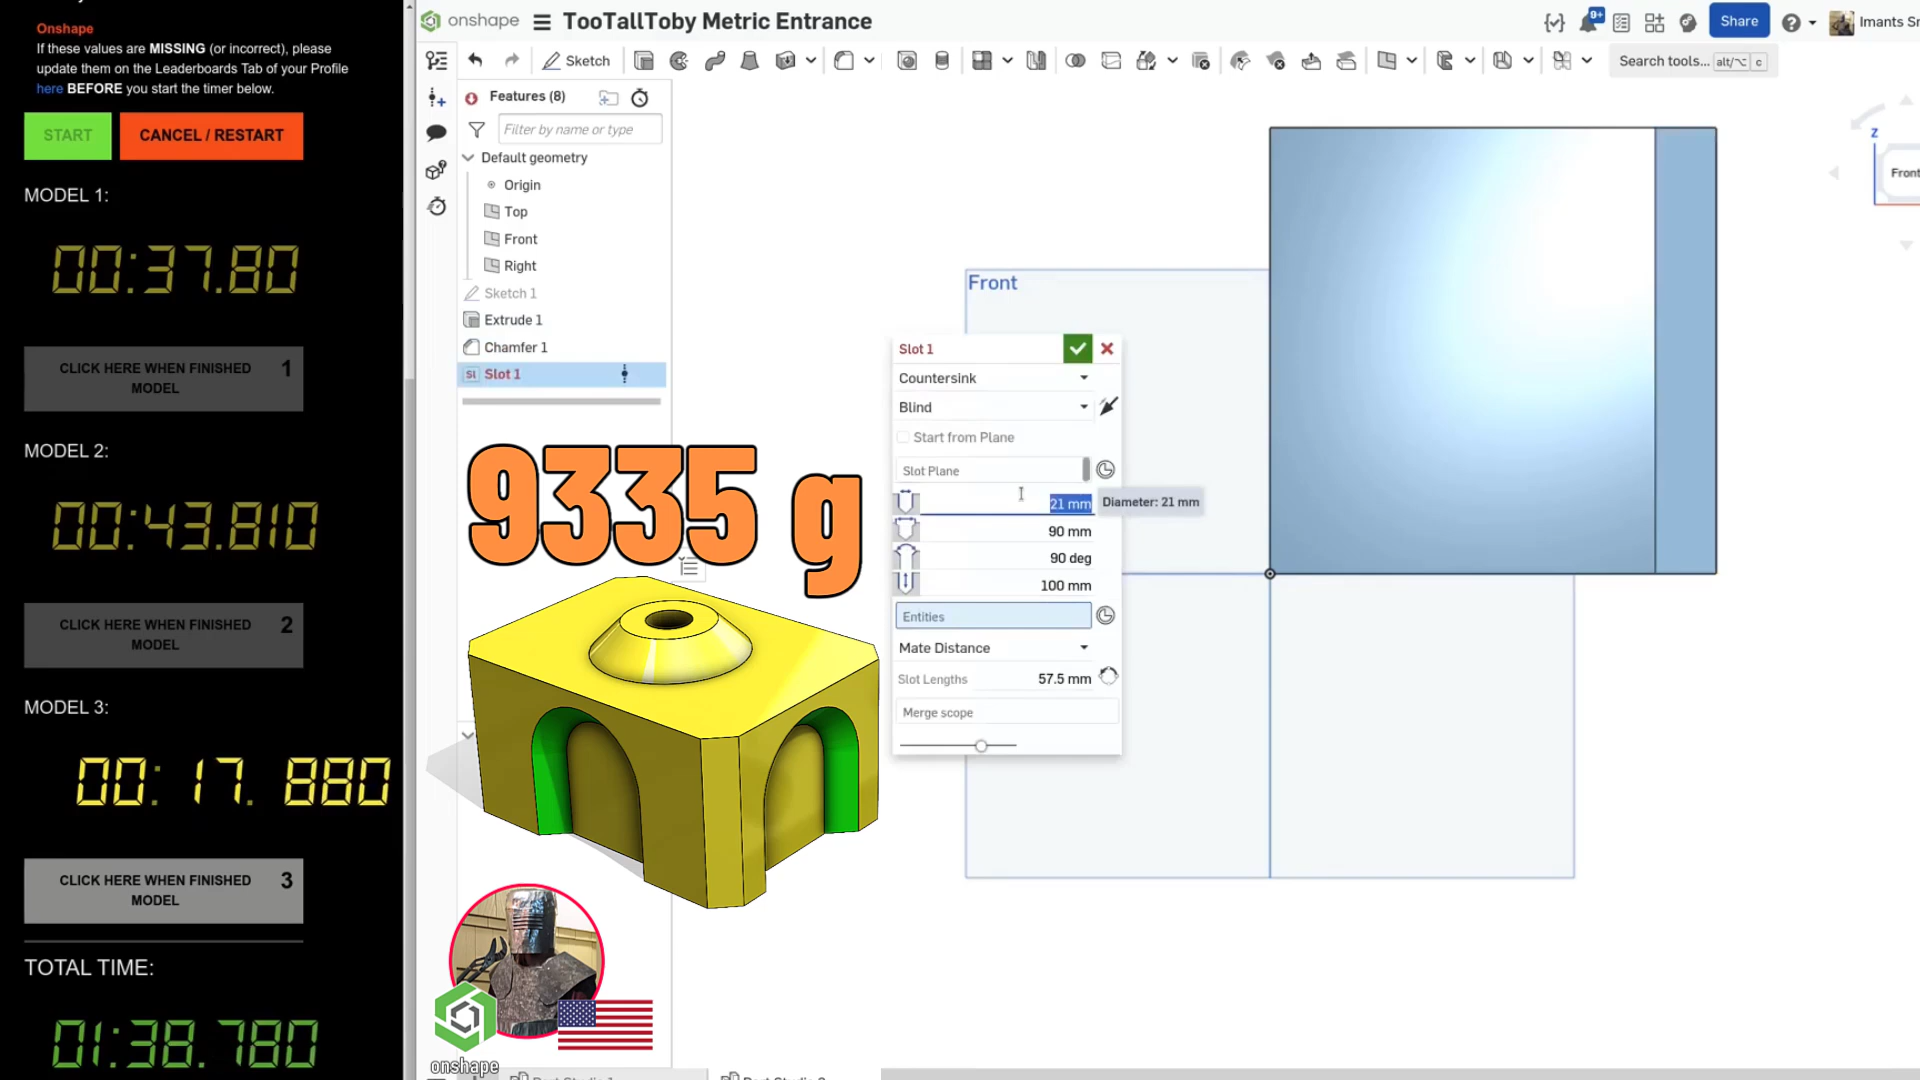 Onshape
If these values are MISSING (or incorrect), please
update them on the Leaderboards Tab of your Profile
here BEFORE you start the timer below.
START
CANCEL / RESTART
MODEL 1:
00:37.80
CLICK HERE WHEN FINISHED
MODEL
1
MODEL 2:
00:43.810
CLICK HERE WHEN FINISHED
MODEL
2
MODEL 3:
00:17.880
CLICK HERE WHEN FINISHED
MODEL
3
TOTAL TIME:
01:38.780
onshape
TooTallToby Metric Entrance
9+
Share
Imants Sm
Sketch
Search tools...
alt/⌥
c
Features (8)
Filter by name or type
Default geometry
Origin
Top
Front
Right
Sketch 1
Extrude 1
Chamfer 1
Sl Slot 1
9335 g
onshape
Front
Z
Front
Slot 1
Countersink
Blind
Start from Plane
Slot Plane
21 mm
Diameter: 21 mm
90 mm
90 deg
100 mm
Entities
Mate Distance
Slot Lengths
57.5 mm
Merge scope